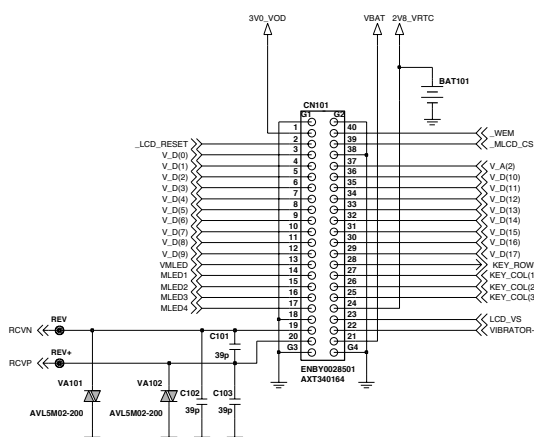 3V0_VOD VBAT 2V8_VRTC
BAT101
CN101
G1 G2
1 40 _WEM
_LCD_RESET 2 39 _MLCD_CS
V_D(0) 3 38
V_D(1) 4 37 V_A(2)
V_D(2) 5 36 V_D(10)
V_D(3) 6 35 V_D(11)
V_D(4) 7 34 V_D(12)
V_D(5) 8 33 V_D(13)
V_D(6) 9 32 V_D(14)
V_D(7) 10 31 V_D(15)
V_D(8) 11 30 V_D(16)
V_D(9) 12 29 V_D(17)
VMLED 13 28 KEY_ROW
MLED1 14 27 KEY_COL(1
MLED2 15 26 KEY_COL(2
MLED3 16 25 KEY_COL(3
MLED4 17 24
18 23 LCD_VS
RCVN REV 19 22 VIBRATOR-
C101 20 21
RCVP REV+ 39p G3 G4
ENBY0028501
AXT340164
VA101 VA102 C102 C103
AVL5M02-200 AVL5M02-200 39p 39p